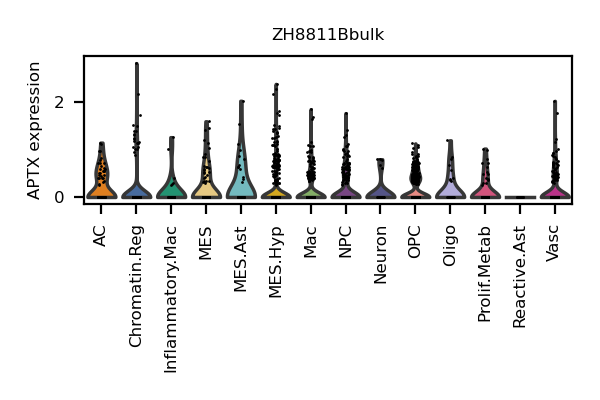 ZH8811Bbulk
APTX expression
2
0
AC
Chromatin.Reg
Inflammatory.Mac
MES
MES.Ast
MES.Hyp
Mac
NPC
Neuron
OPC
Oligo
Prolif.Metab
Reactive.Ast
Vasc